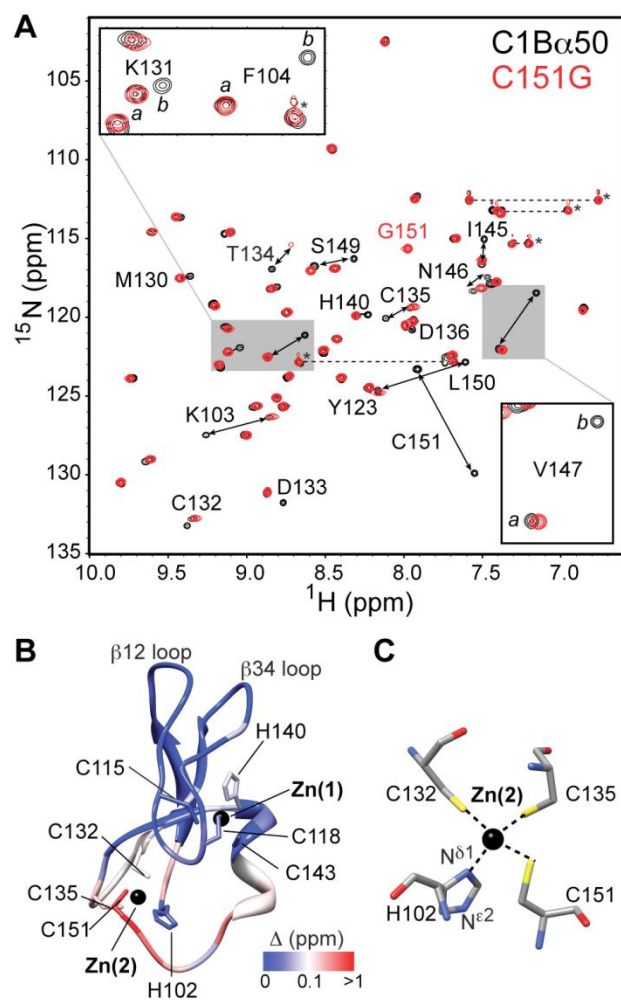 A
C1Bα50
C151G
K131
F104
a
b
a
b
*
105
110
115
120
125
130
135
¹⁵N (ppm)
G151
I145
*
*
*
S149
T134
N146
M130
H140
C135
D136
*
L150
Y123
K103
C151
D133
C132
b
V147
a
10.0 9.5 9.0 8.5 8.0 7.5 7.0
¹H (ppm)
B
β12 loop
β34 loop
H140
C115
Zn(1)
C132
C118
C135
C143
C151
Zn(2)
H102
Δ (ppm)
0 0.1 >1
C
C132
Zn(2)
C135
Nδ1
C151
H102
Nε2